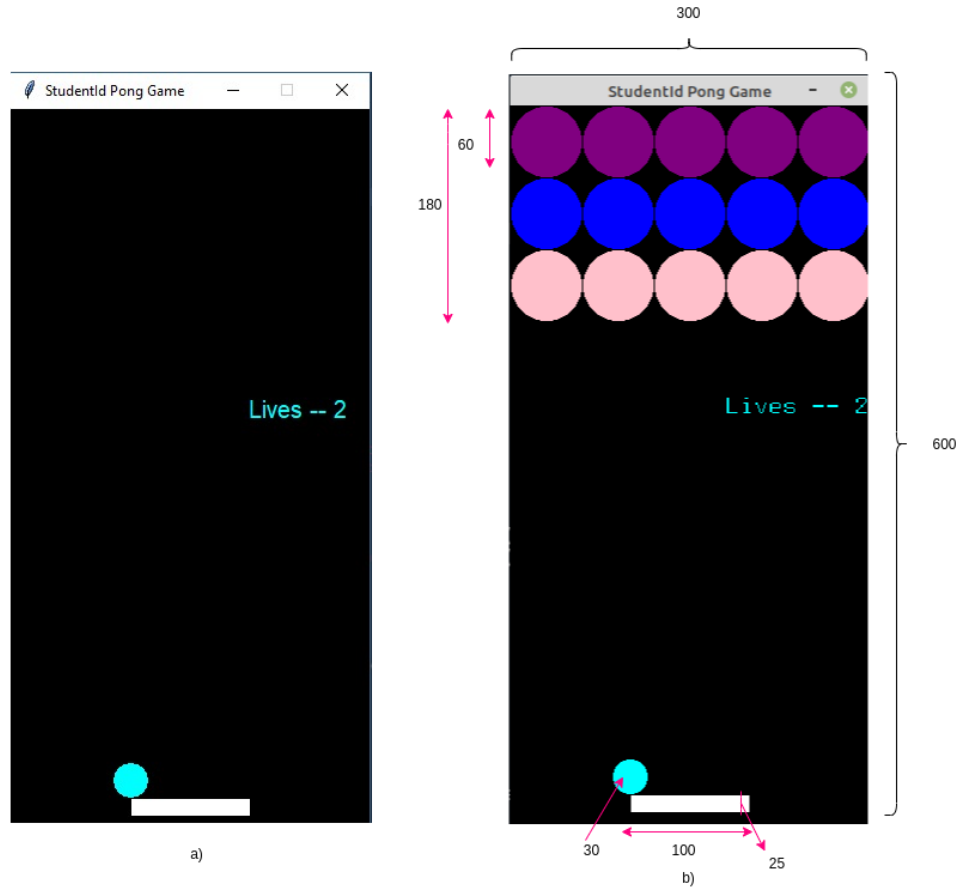 300
StudentId Pong Game
StudentId Pong Game
60
180
Lives -- 2
Lives -- 2
600
30
100
25
a)
b)